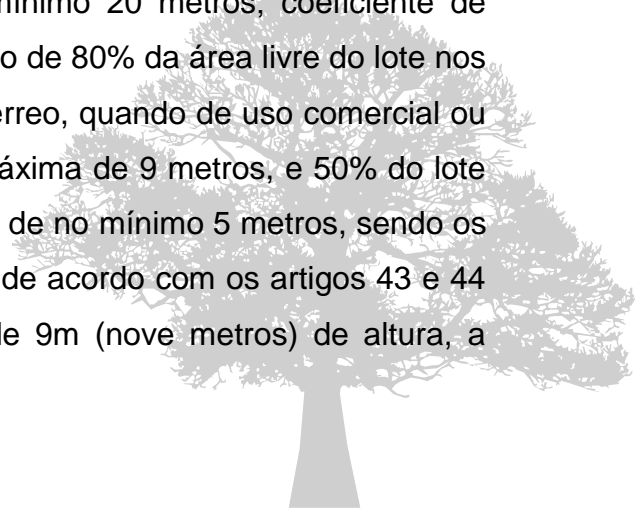 mínimo 20 metros, coeficiente de
o de 80% da área livre do lote nos
érreo, quando de uso comercial ou
áxima de 9 metros, e 50% do lote
de no mínimo 5 metros, sendo os
de acordo com os artigos 43 e 44
de 9m (nove metros) de altura, a